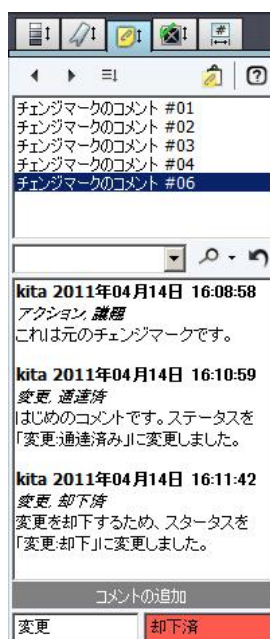 チェンジマークのコメント #01
チェンジマークのコメント #02
チェンジマークのコメント #03
チェンジマークのコメント #04
チェンジマークのコメント #06
kita 2011年04月14日 16:08:58
アクション, 議題
これは元のチェンジマークです。
kita 2011年04月14日 16:10:59
変更, 通達済
はじめのコメントです。ステータスを
「変更:通達済み」に変更しました。
kita 2011年04月14日 16:11:42
変更, 却下済
変更を却下するため、スタータスを
「変更:却下」に変更しました。
コメントの追加
変更
却下済